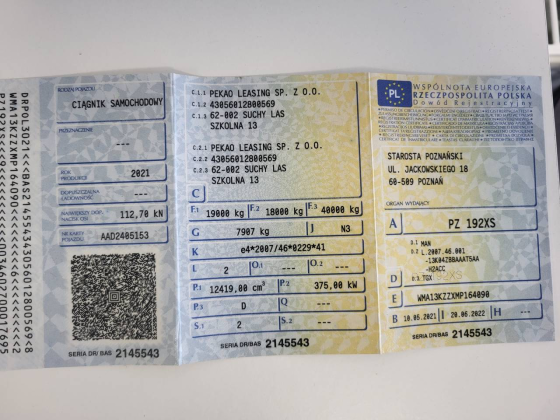 RODZAJ POJAZDU
CIĄGNIK SAMOCHODOWY
PRZEZNACZENIE
---
ROK PRODUKCJI
2021
DOPUSZCZALNA ŁADOWNOŚĆ
---
NAJWIĘKSZY DOP. NACISK OSI
112,70 kN
NR KARTY POJAZDU
AAD2405153
SERIA DR/BAS 2145543
C.1.1 PEKAO LEASING SP. Z O.O.
C.1.2 43056012800569
C.1.3 62-002 SUCHY LAS
SZKOLNA 13
C.2.1 PEKAO LEASING SP. Z O.O.
C.2.2 43056012800569
C.2.3 62-002 SUCHY LAS
SZKOLNA 13
C
F.1 19000 kg F.2 18000 kg F.3 40000 kg
G 7907 kg J N3
K e4*2007/46*0229*41
L 2 O.1 --- O.2 ---
P.1 12419,00 cm³ P.2 375,00 kW
P.3 D Q ---
S.1 2 S.2 ---
SERIA DR/BAS 2145543
PL
WSPÓLNOTA EUROPEJSKA
RZECZPOSPOLITA POLSKA
Dowód Rejestracyjny
STAROSTA POZNAŃSKI
UL. JACKOWSKIEGO 18
60-509 POZNAŃ
ORGAN WYDAJĄCY
A PZ 192XS
D.1 MAN
D.2 L.2007.46.001
-13K04ZBBAAAT5AA
-H2ACC
D
D.3 TGX
E WMA13KZZXMP164090
B 10.05.2021 I 20.06.2022 H ---
SERIA DR/BAS 2145543